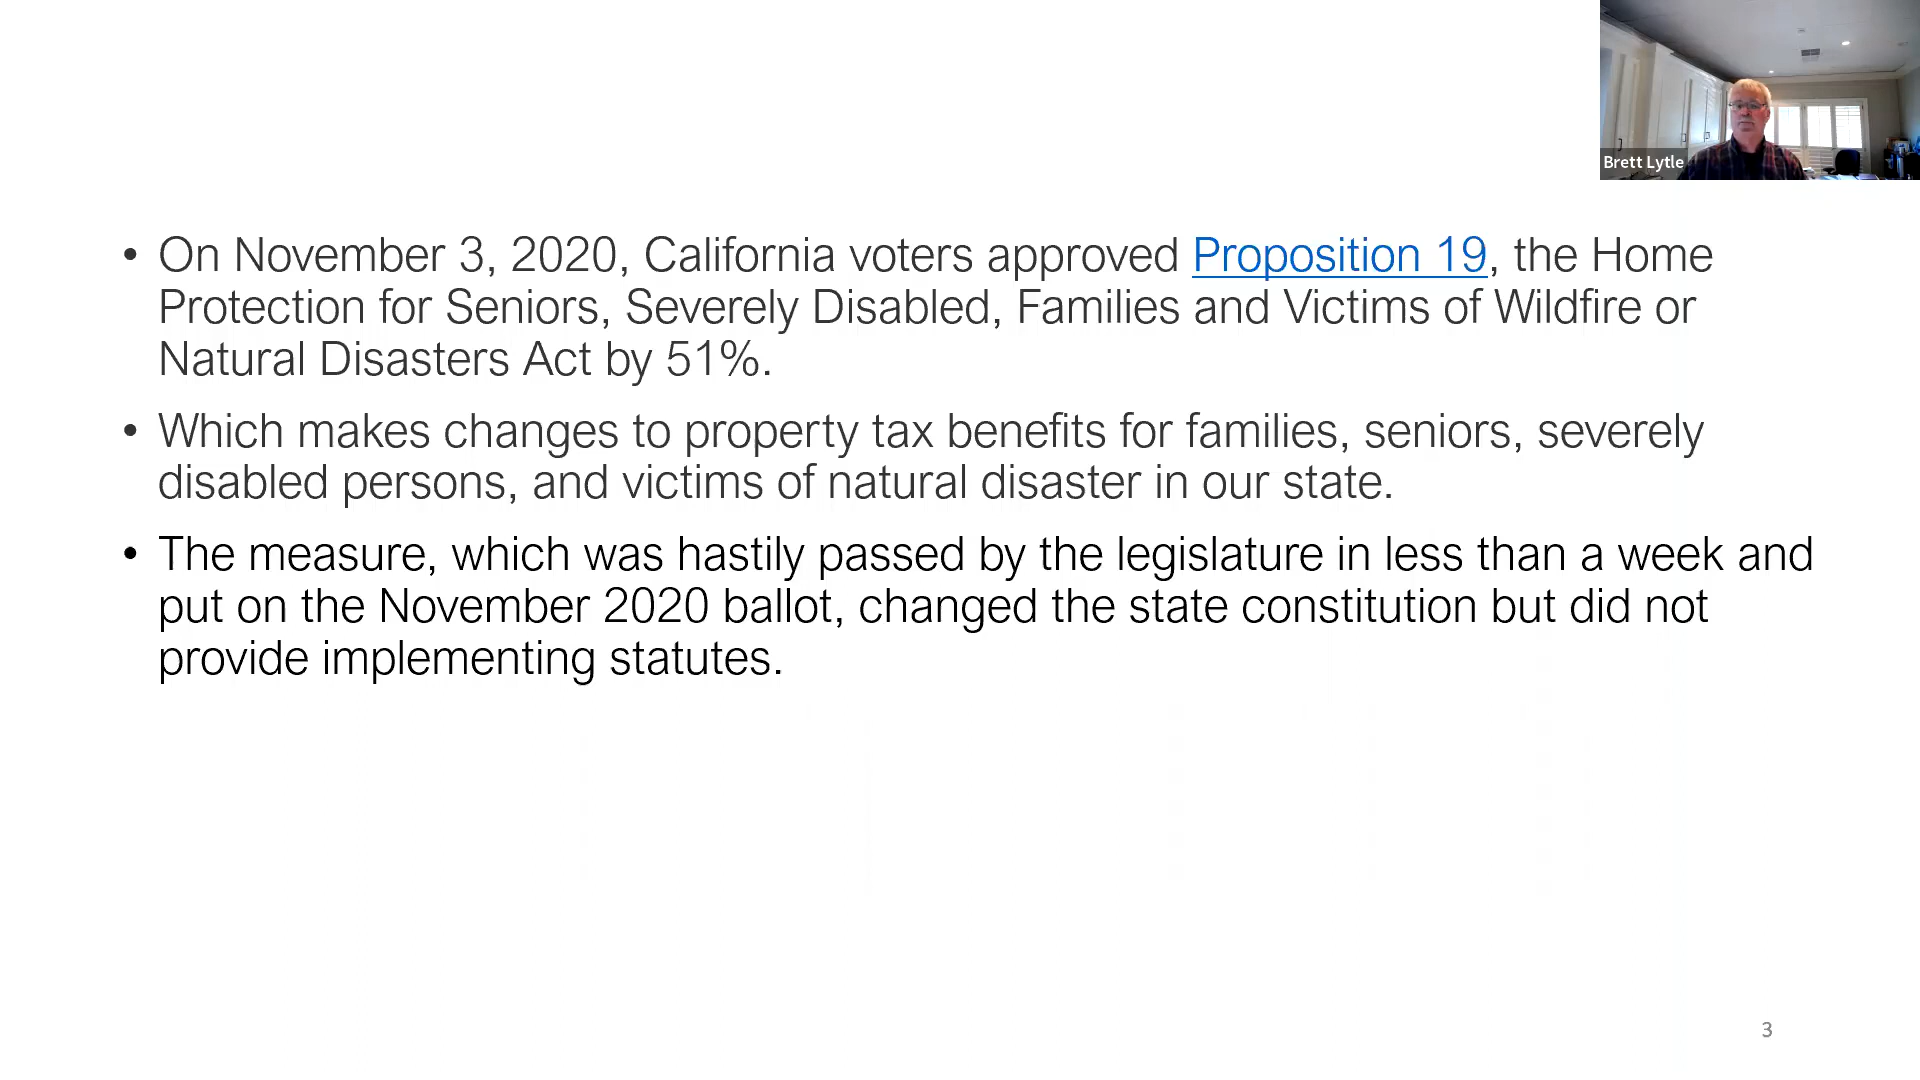 Brett Lytle
• On November 3, 2020, California voters approved Proposition 19, the Home
Protection for Seniors, Severely Disabled, Families and Victims of Wildfire or
Natural Disasters Act by 51%.
• Which makes changes to property tax benefits for families, seniors, severely
disabled persons, and victims of natural disaster in our state.
• The measure, which was hastily passed by the legislature in less than a week and
put on the November 2020 ballot, changed the state constitution but did not
provide implementing statutes.
3